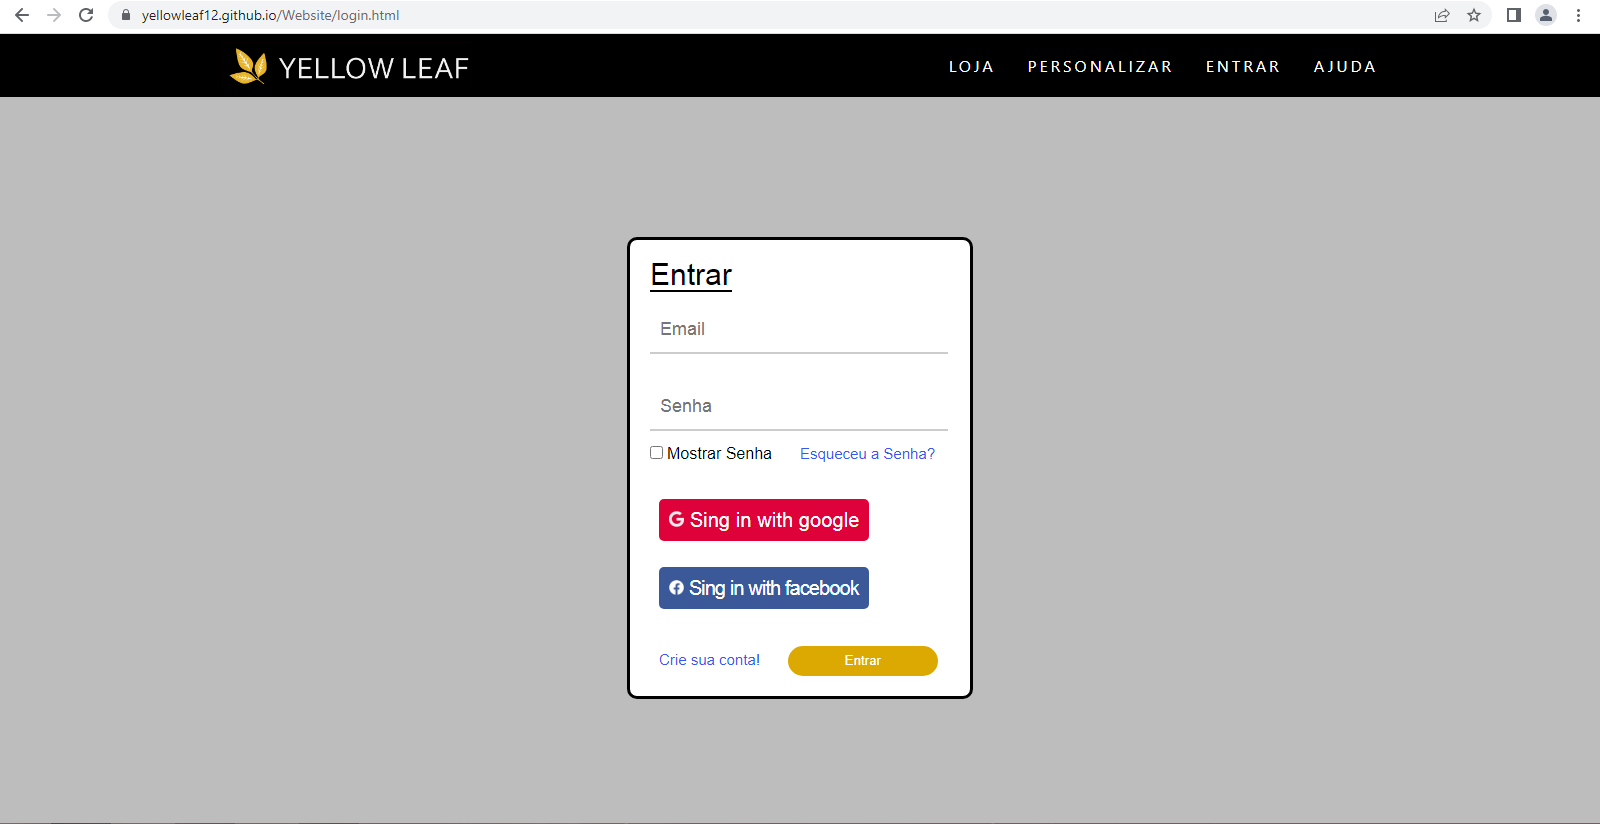 yellowleaf12.github.io/Website/login.html
YELLOW LEAF
LOJA PERSONALIZAR ENTRAR AJUDA
Entrar
Email
Senha
Mostrar Senha Esqueceu a Senha?
Sing in with google
Sing in with facebook
Crie sua conta! Entrar